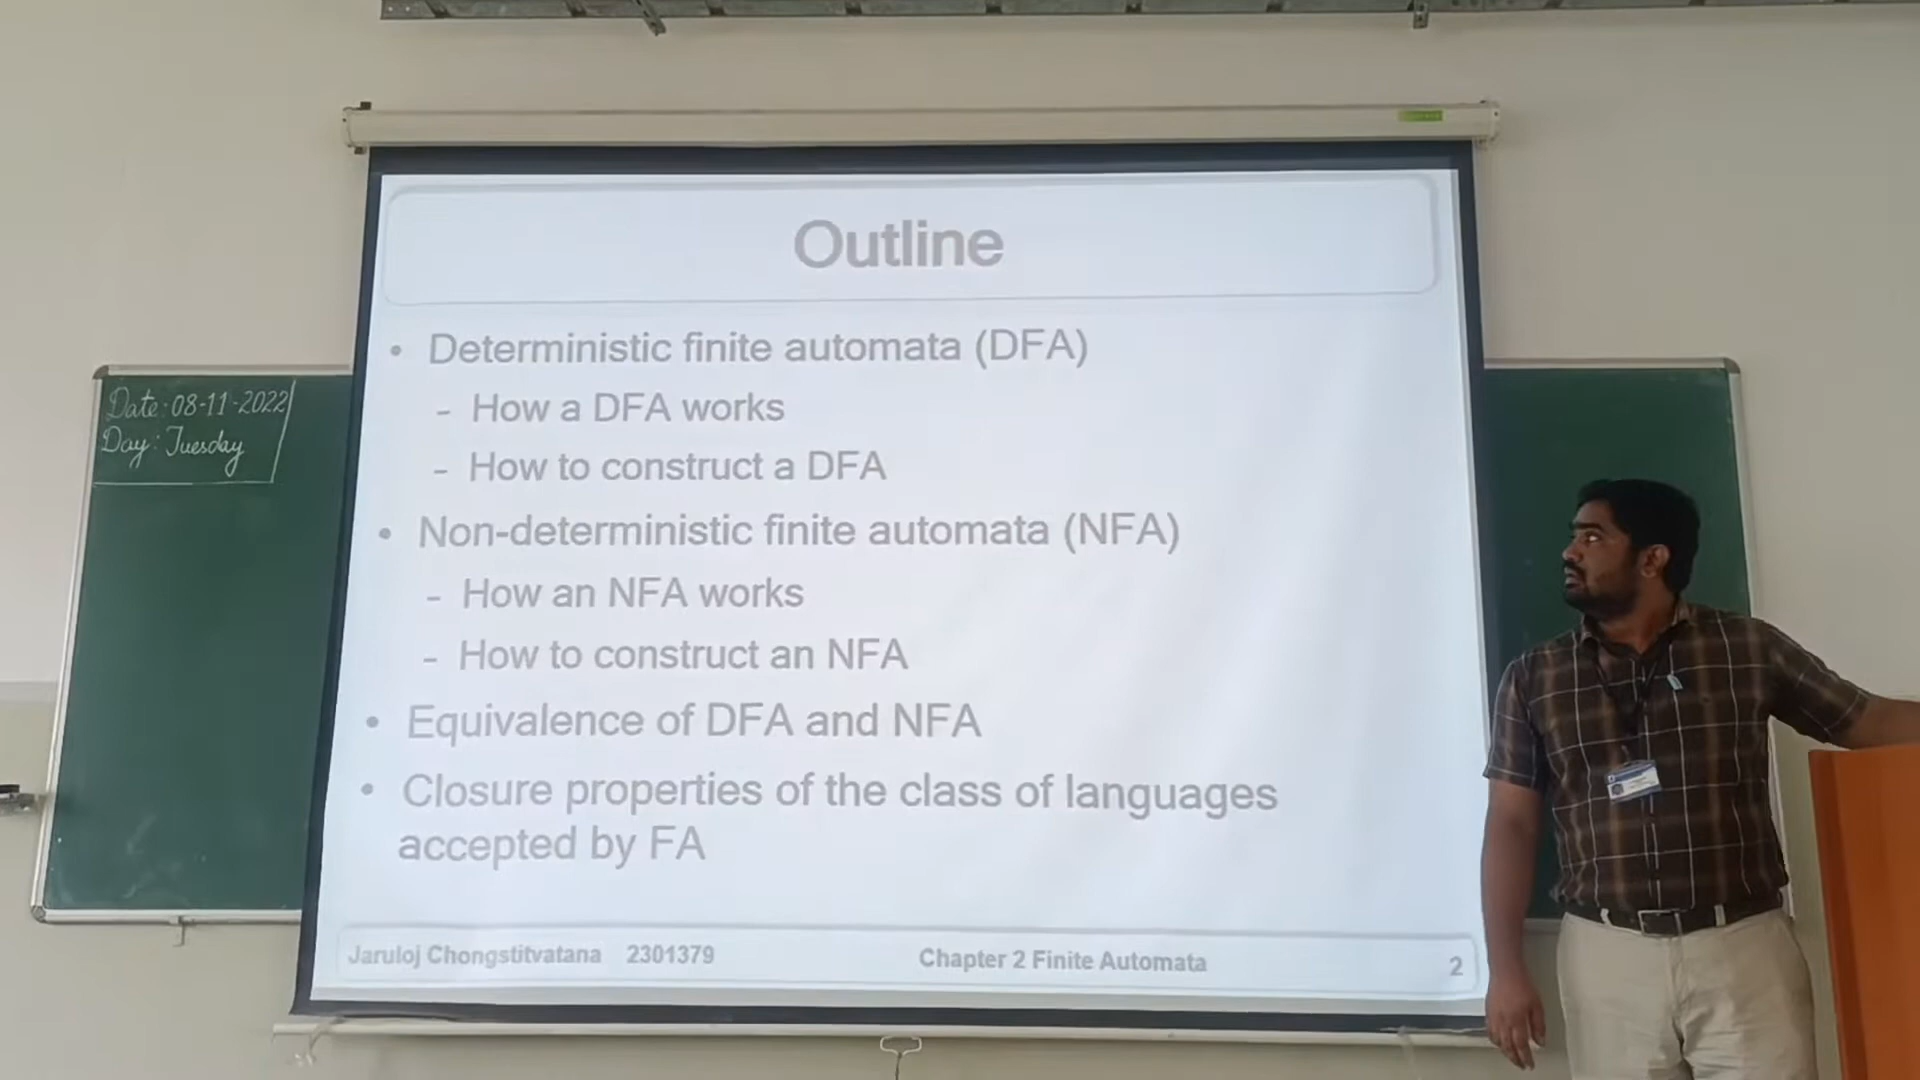 Date: 08-11-2022
Day: Tuesday
Outline
• Deterministic finite automata (DFA)
- How a DFA works
- How to construct a DFA
• Non-deterministic finite automata (NFA)
- How an NFA works
- How to construct an NFA
• Equivalence of DFA and NFA
• Closure properties of the class of languages
accepted by FA
Jaruloj Chongstitvatana 2301379 Chapter 2 Finite Automata 2